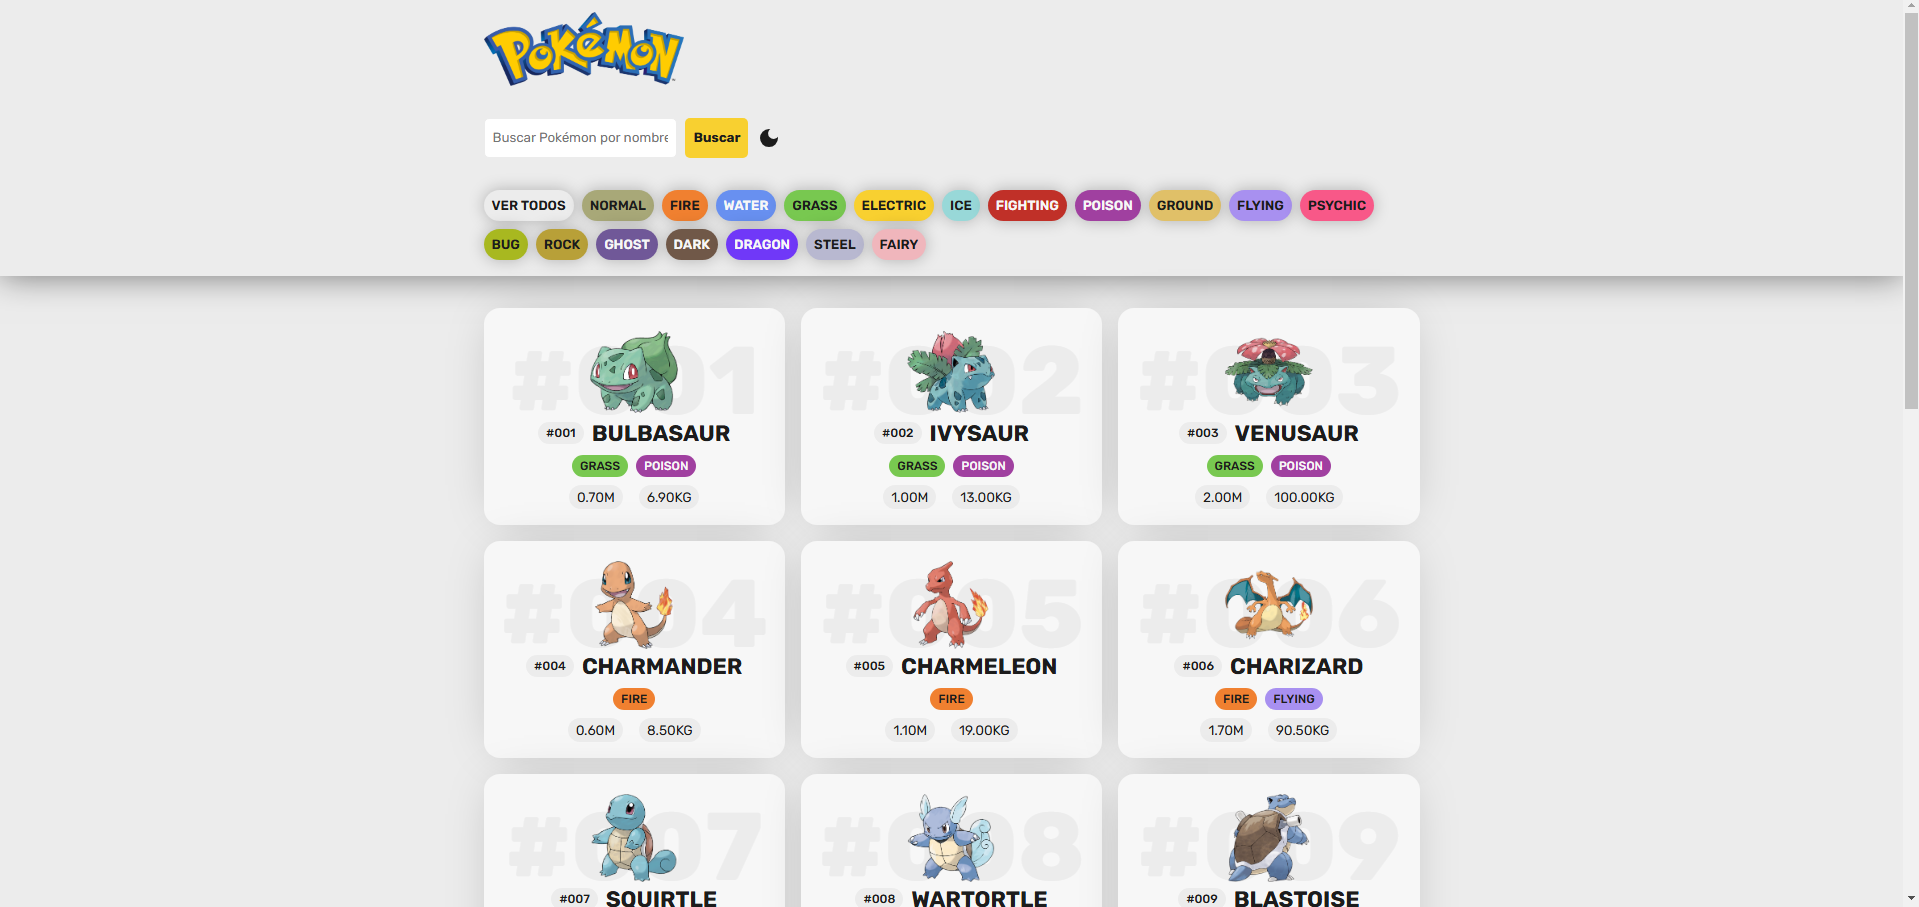 POKéMON
Buscar Pokémon por nombre
Buscar
VER TODOS NORMAL FIRE WATER GRASS ELECTRIC ICE FIGHTING POISON GROUND FLYING PSYCHIC
BUG ROCK GHOST DARK DRAGON STEEL FAIRY
#001 #002 #003
#001 BULBASAUR
GRASS POISON
0.70M 6.90KG
#002 IVYSAUR
GRASS POISON
1.00M 13.00KG
#003 VENUSAUR
GRASS POISON
2.00M 100.00KG
#004 #005 #006
#004 CHARMANDER
FIRE
0.60M 8.50KG
#005 CHARMELEON
FIRE
1.10M 19.00KG
#006 CHARIZARD
FIRE FLYING
1.70M 90.50KG
#007 #008 #009
#007 SQUIRTLE
#008 WARTORTLE
#009 BLASTOISE